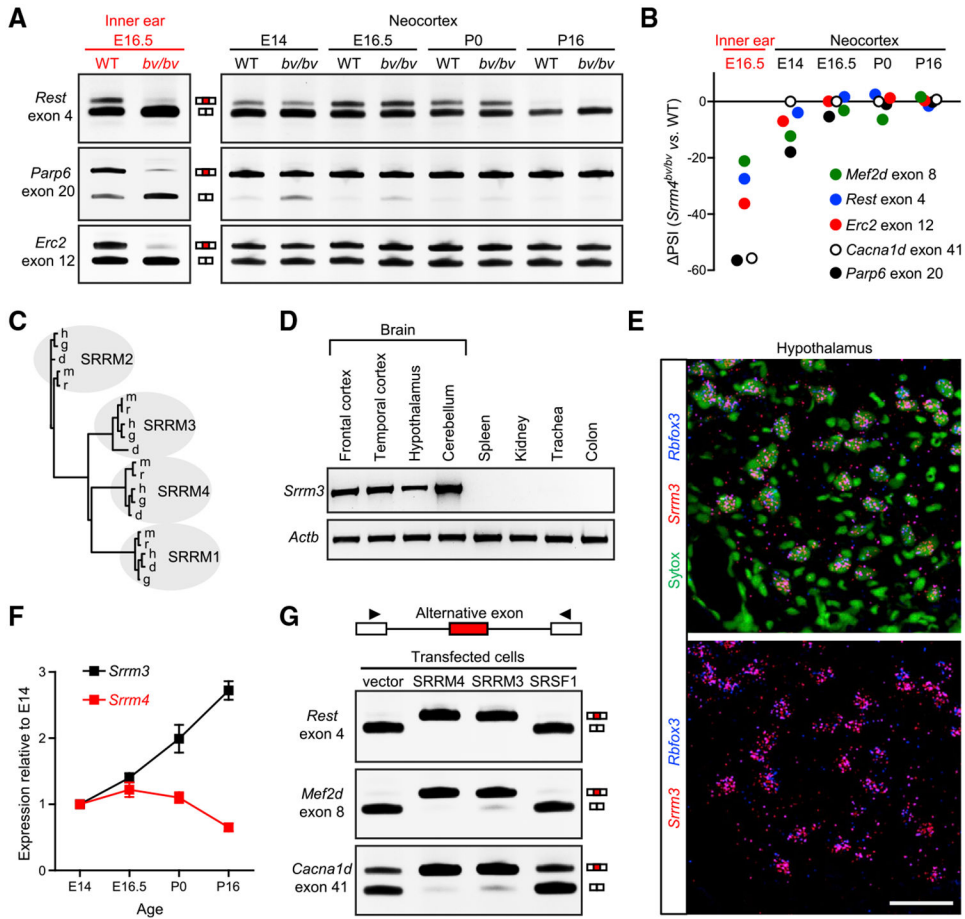 A
Inner ear
E16.5
WT bv/bv
Neocortex
E14 E16.5 P0 P16
WT bv/bv WT bv/bv WT bv/bv WT bv/bv
Rest
exon 4
Parp6
exon 20
Erc2
exon 12
B
Inner ear Neocortex
E16.5 E14 E16.5 P0 P16
ΔPSI (Srrm4bv/bv vs. WT)
0
-20
-40
-60
Mef2d exon 8
Rest exon 4
Erc2 exon 12
Cacna1d exon 41
Parp6 exon 20
C
h
g
d
m
r
SRRM2
m
r
h
g
d
SRRM3
m
r
h
g
d
SRRM4
m
r
h
d
g
SRRM1
D
Brain
Frontal cortex
Temporal cortex
Hypothalamus
Cerebellum
Spleen
Kidney
Trachea
Colon
Srrm3
Actb
E
Hypothalamus
Sytox Srrm3 Rbfox3
Srrm3 Rbfox3
F
Expression relative to E14
3
2
1
0
Srrm3
Srrm4
E14 E16.5 P0 P16
Age
G
Alternative exon
Transfected cells
vector SRRM4 SRRM3 SRSF1
Rest
exon 4
Mef2d
exon 8
Cacna1d
exon 41